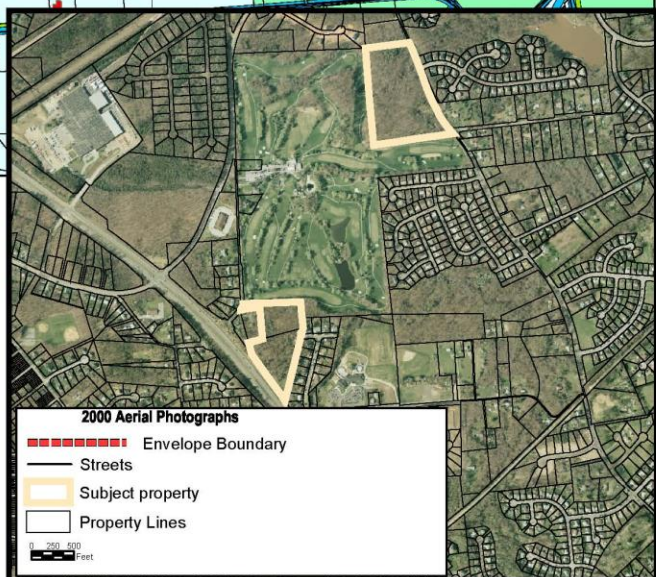 2000 Aerial Photographs
Envelope Boundary
Streets
Subject property
Property Lines
0 250 500
Feet